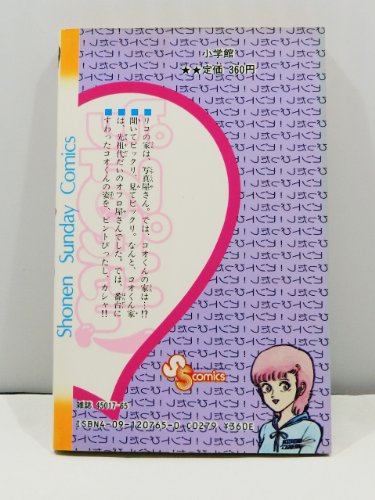 小学館
★★定価 360円
■リコの家は、写真屋さん。では、コオくんの家は…!?
■聞いてビックリ、見てビックリ。なんと、コオくん家
■は、先祖代だいのオフロ屋さんでした。では、番台に
■すわったコオくんの姿を、ピントぴったし、カシャ!!
Shonen Sunday Comics
SS comics
雑誌 45017-65
ISBN4-09-120765-0 C0279 ¥360E